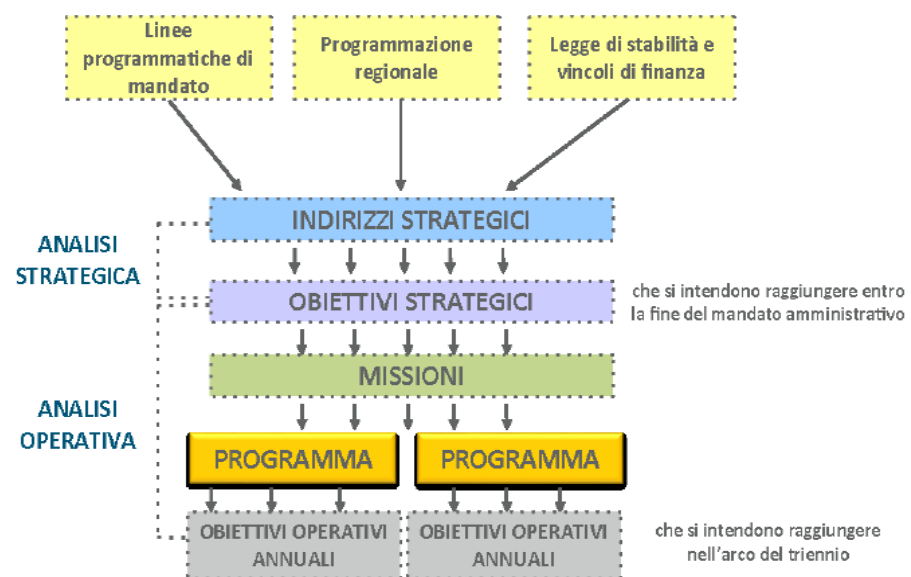 Linee
programmatiche di
mandato
Programmazione
regionale
Legge di stabilità e
vincoli di finanza
INDIRIZZI STRATEGICI
ANALISI
STRATEGICA
OBIETTIVI STRATEGICI
che si intendono raggiungere entro
la fine del mandato amministrativo
MISSIONI
ANALISI
OPERATIVA
PROGRAMMA
PROGRAMMA
OBIETTIVI OPERATIVI
ANNUALI
OBIETTIVI OPERATIVI
ANNUALI
che si intendono raggiungere
nell'arco del triennio